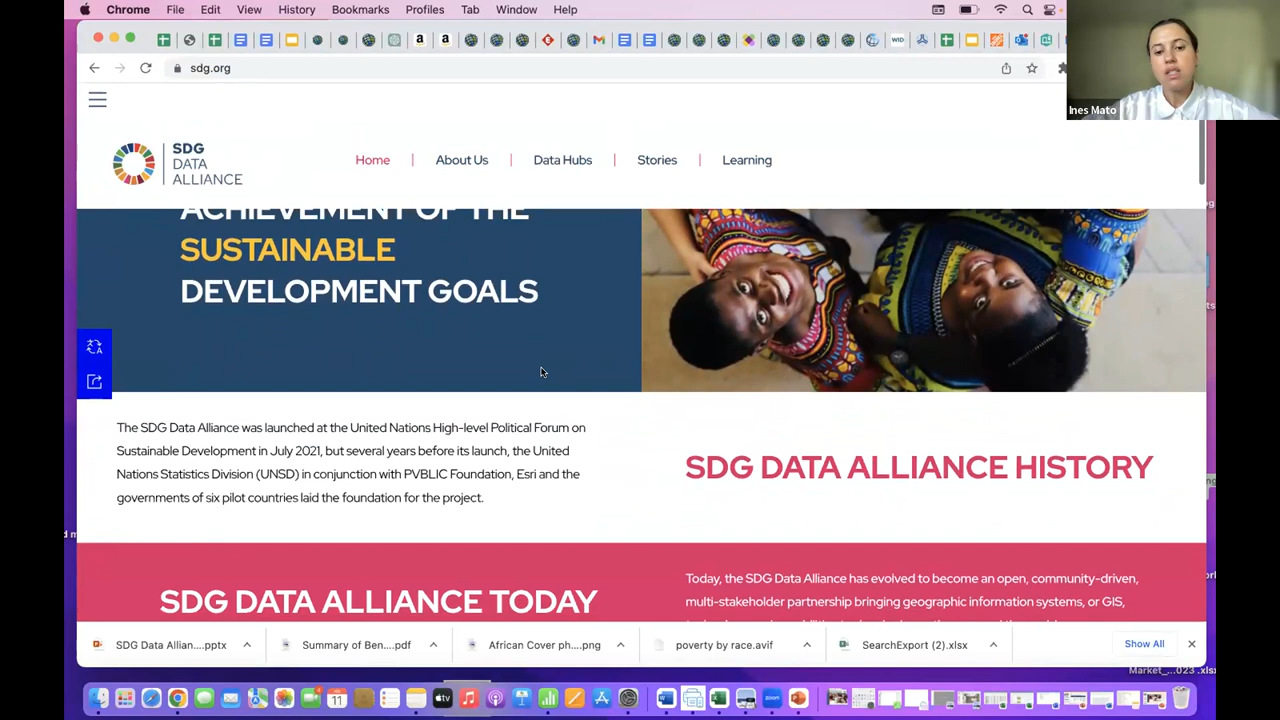 Chrome File Edit View History Bookmarks Profiles Tab Window Help
sdg.org
Ines Mato
SDG
DATA
ALLIANCE
Home | About Us | Data Hubs | Stories | Learning
ACHIEVEMENT OF THE
SUSTAINABLE
DEVELOPMENT GOALS
The SDG Data Alliance was launched at the United Nations High-level Political Forum on
Sustainable Development in July 2021, but several years before its launch, the United
Nations Statistics Division (UNSD) in conjunction with PVBLIC Foundation, Esri and the
governments of six pilot countries laid the foundation for the project.
SDG DATA ALLIANCE HISTORY
SDG DATA ALLIANCE TODAY
Today, the SDG Data Alliance has evolved to become an open, community-driven,
multi-stakeholder partnership bringing geographic information systems, or GIS,
SDG Data Allian....pptx
Summary of Ben....pdf
African Cover ph....png
poverty by race.avif
SearchExport (2).xlsx
Show All
Market_...023 .xlsx